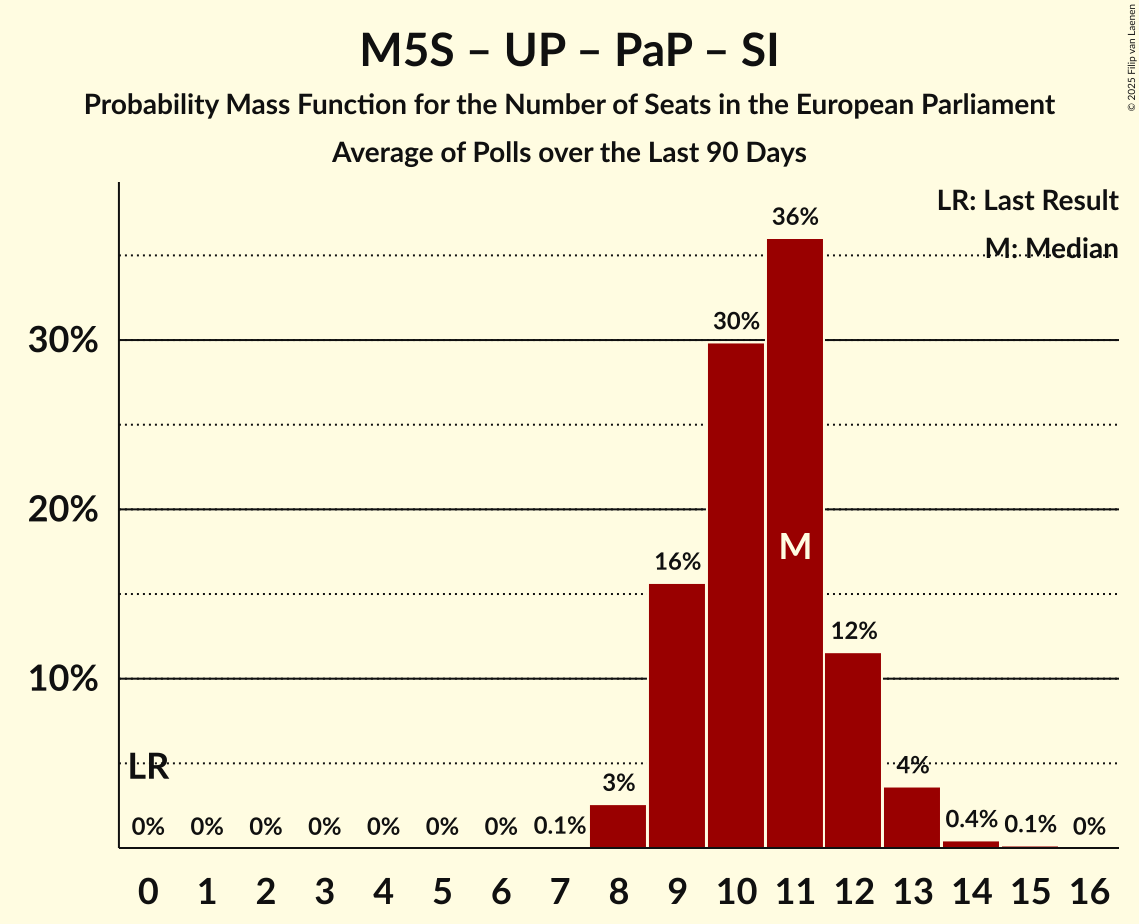 M5S – UP – PaP – SI
Probability Mass Function for the Number of Seats in the European Parliament
Average of Polls over the Last 90 Days
© 2025 Filip van Laenen
LR: Last Result
M: Median
36%
30%
30%
20%
M
16%
12%
10%
LR
4%
3%
0% 0% 0% 0% 0% 0% 0% 0.1% 0.4% 0.1% 0%
0 1 2 3 4 5 6 7 8 9 10 11 12 13 14 15 16